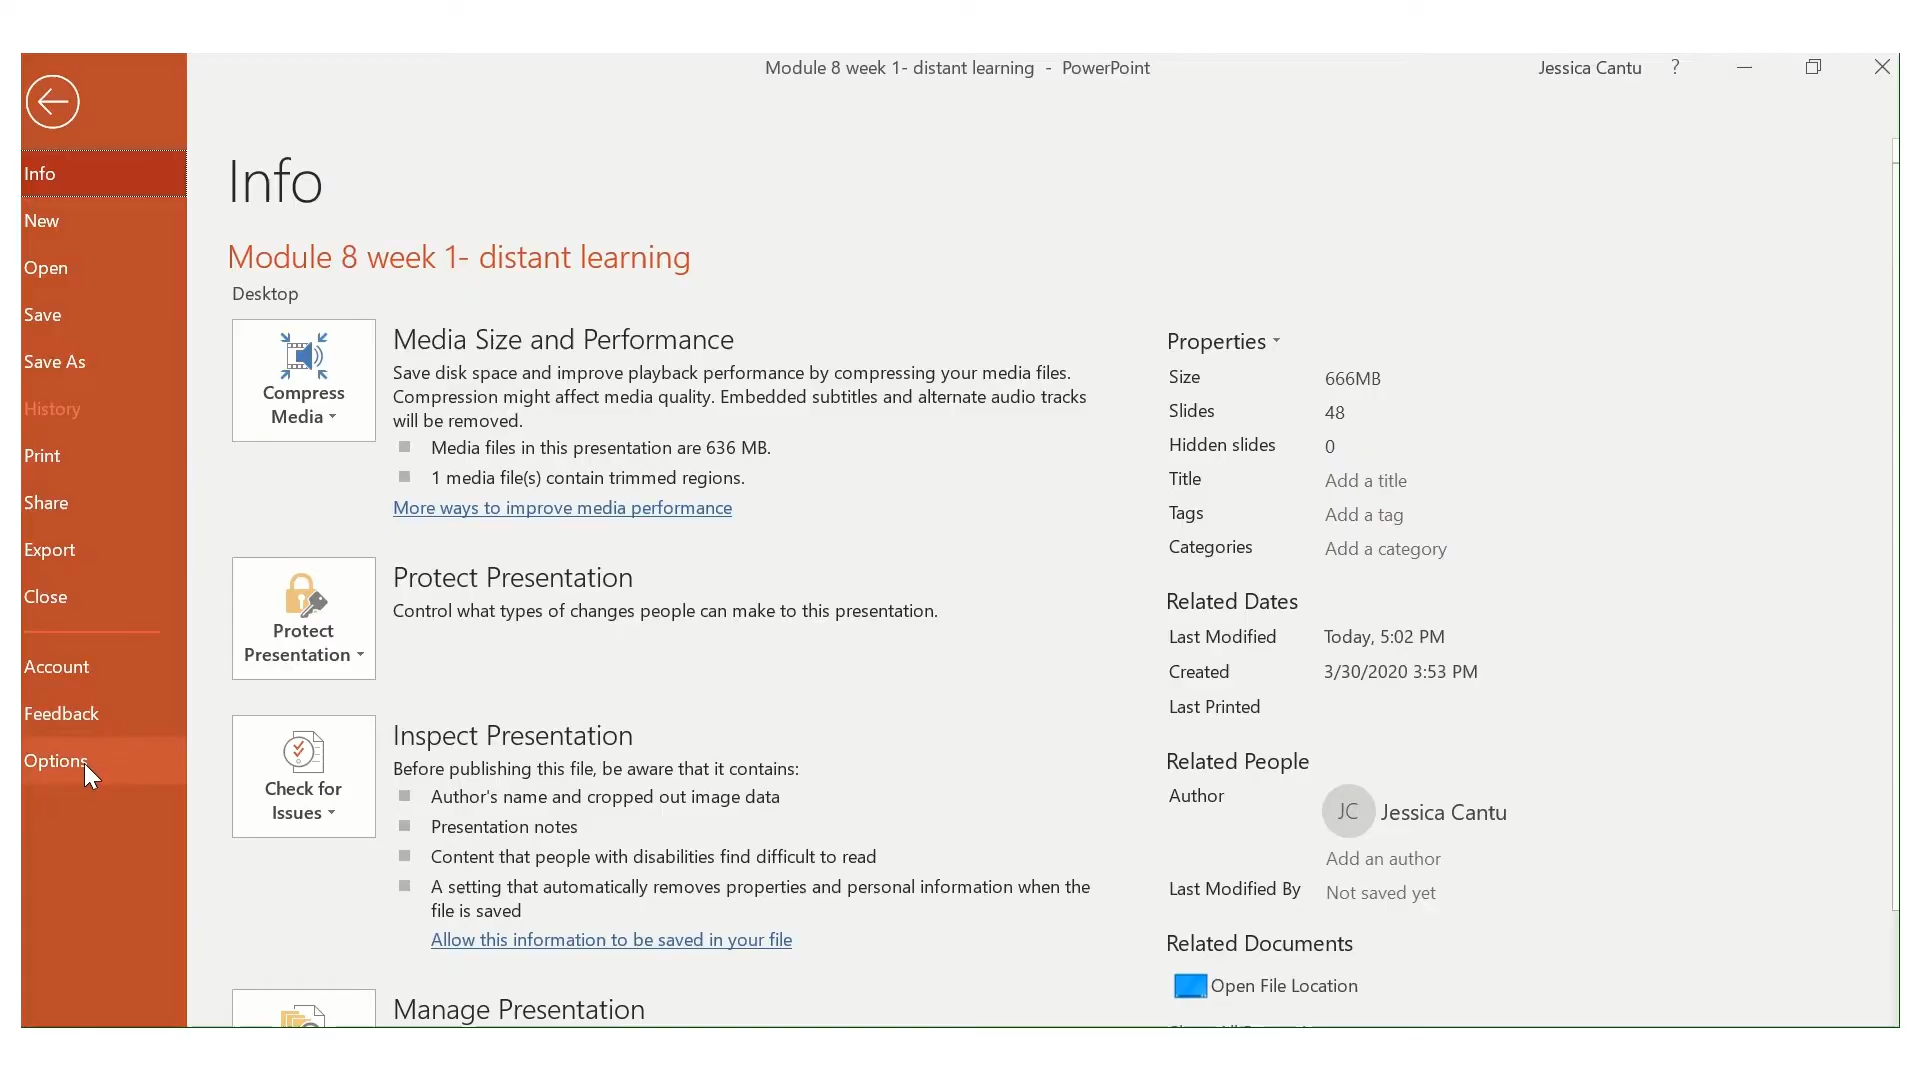 Module 8 week 1- distant learning - PowerPoint
Jessica Cantu ?
Info
New
Open
Save
Save As
History
Print
Share
Export
Close
Account
Feedback
Options
Info
Module 8 week 1- distant learning
Desktop
Compress
Media
Media Size and Performance
Save disk space and improve playback performance by compressing your media files.
Compression might affect media quality. Embedded subtitles and alternate audio tracks
will be removed.
Media files in this presentation are 636 MB.
1 media file(s) contain trimmed regions.
More ways to improve media performance
Protect
Presentation
Protect Presentation
Control what types of changes people can make to this presentation.
Check for
Issues
Inspect Presentation
Before publishing this file, be aware that it contains:
Author's name and cropped out image data
Presentation notes
Content that people with disabilities find difficult to read
A setting that automatically removes properties and personal information when the
file is saved
Allow this information to be saved in your file
Manage Presentation
Properties
Size 666MB
Slides 48
Hidden slides 0
Title Add a title
Tags Add a tag
Categories Add a category
Related Dates
Last Modified Today, 5:02 PM
Created 3/30/2020 3:53 PM
Last Printed
Related People
Author
JC Jessica Cantu
Add an author
Last Modified By Not saved yet
Related Documents
Open File Location